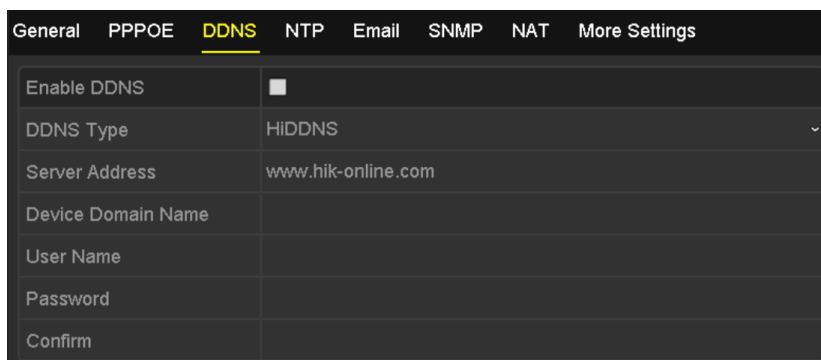 General PPPOE DDNS NTP Email SNMP NAT More Settings
Enable DDNS
DDNS Type HiDDNS
Server Address www.hik-online.com
Device Domain Name
User Name
Password
Confirm